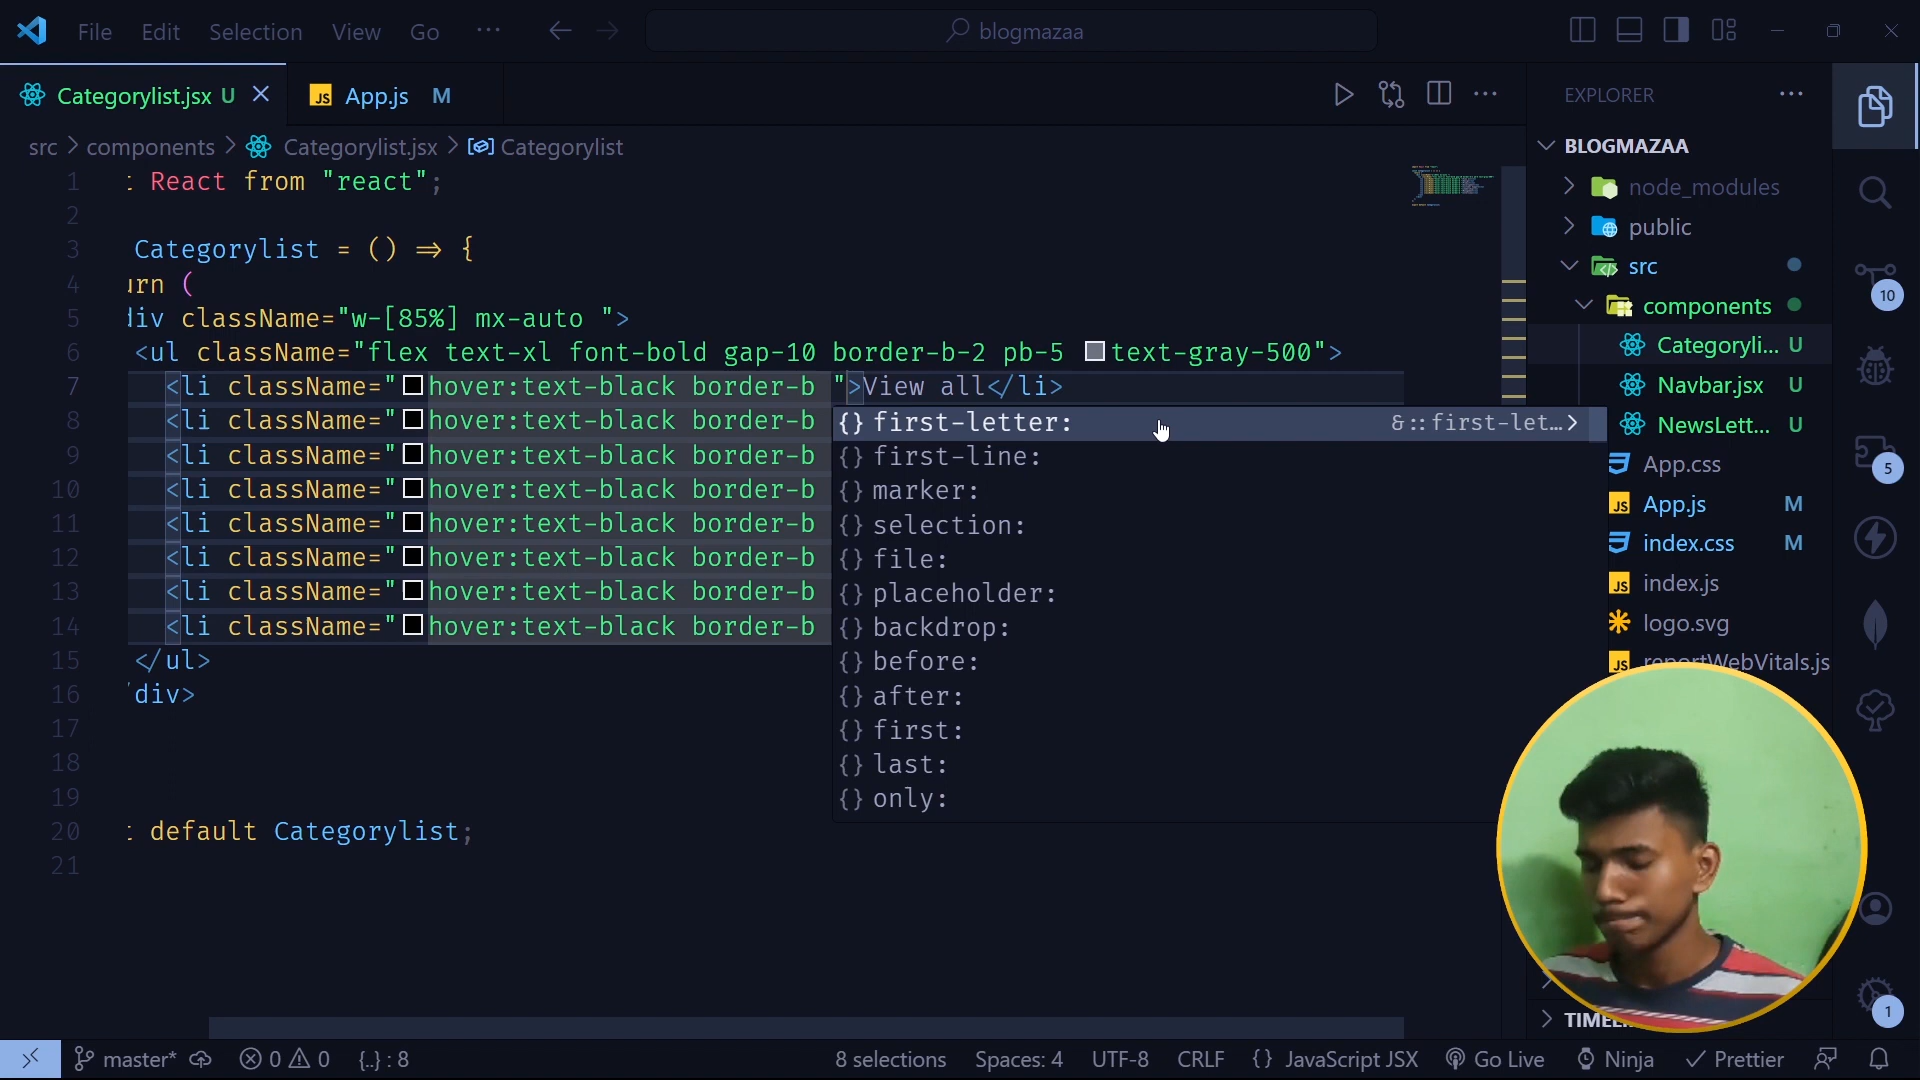 File Edit Selection View Go ··· blogmazaa
Categorylist.jsx U
JS App.js M
src > components > Categorylist.jsx > Categorylist
1 : React from "react";
2
3 Categorylist = () => {
4 urn (
5 div className="w-[85%] mx-auto ">
6 <ul className="flex text-xl font-bold gap-10 border-b-2 pb-5 text-gray-500">
7 <li className="hover:text-black border-b ">View all</li>
8 <li className="hover:text-black border-b
9 <li className="hover:text-black border-b
10 <li className="hover:text-black border-b
11 <li className="hover:text-black border-b
12 <li className="hover:text-black border-b
13 <li className="hover:text-black border-b
14 <li className="hover:text-black border-b
15 </ul>
16 div>
17
18
19
20 : default Categorylist;
21
{} first-letter: &::first-let…
{} first-line:
{} marker:
{} selection:
{} file:
{} placeholder:
{} backdrop:
{} before:
{} after:
{} first:
{} last:
{} only:
EXPLORER
BLOGMAZAA
node_modules
public
src
components
Categoryli... U
Navbar.jsx U
NewsLett... U
App.css
JS App.js M
index.css M
JS index.js
logo.svg
JS reportWebVitals.js
10
5
1
master* 0 0 {..} : 8 8 selections Spaces: 4 UTF-8 CRLF {} JavaScript JSX Go Live Ninja Prettier